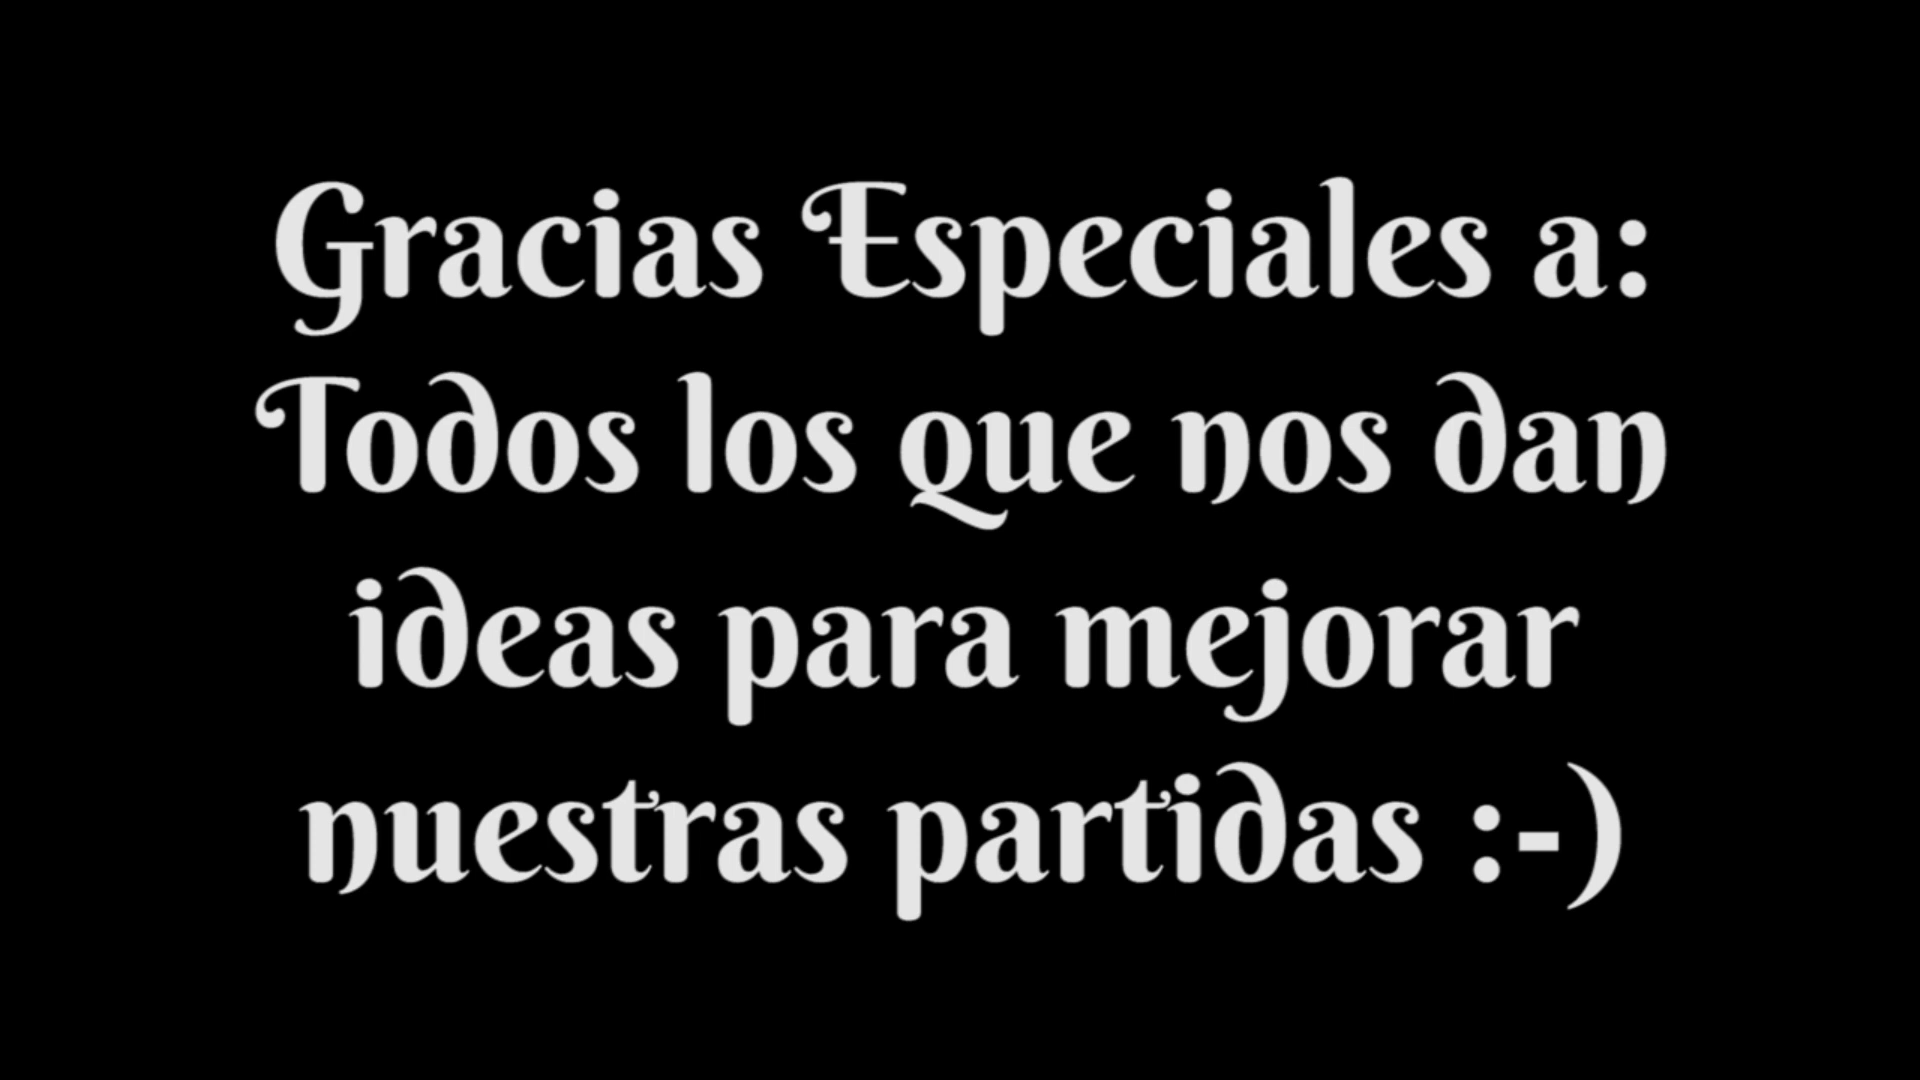 Gracias Especiales a:
Todos los que nos dan
ideas para mejorar
nuestras partidas :-)